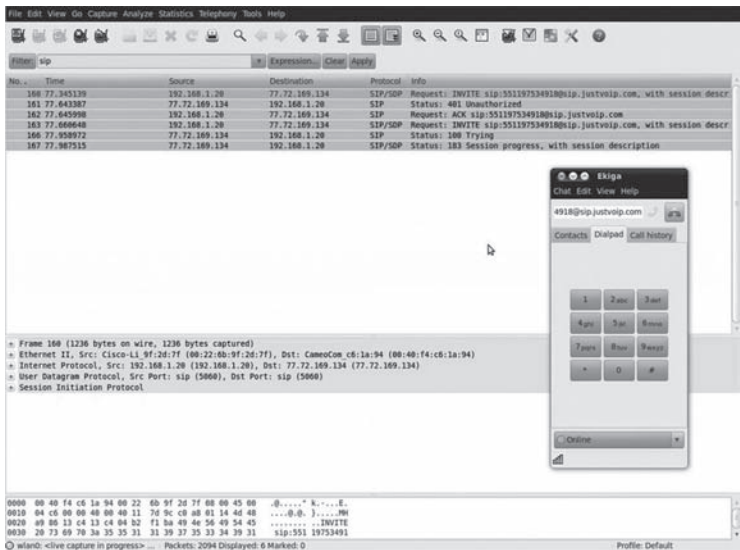 File Edit View Go Capture Analyze Statistics Telephony Tools Help
Filter: sip Expression... Clear Apply
No.. Time Source Destination Protocol Info
160 77.345139 192.168.1.20 77.72.169.134 SIP/SDP Request: INVITE sip:551197534918@sip.justvoip.com, with session descr
161 77.643387 77.72.169.134 192.168.1.20 SIP Status: 401 Unauthorized
162 77.645998 192.168.1.20 77.72.169.134 SIP Request: ACK sip:551197534918@sip.justvoip.com
163 77.660648 192.168.1.20 77.72.169.134 SIP/SDP Request: INVITE sip:551197534918@sip.justvoip.com, with session descr
166 77.958972 77.72.169.134 192.168.1.20 SIP Status: 100 Trying
167 77.987515 77.72.169.134 192.168.1.20 SIP/SDP Status: 183 Session progress, with session description
Ekiga
Chat Edit View Help
4918@sip.justvoip.com
Contacts Dialpad Call history
1 2abc 3def
4ghi 5jkl 6mno
7pqrs 8tuv 9wxyz
* 0 #
Online
Frame 160 (1236 bytes on wire, 1236 bytes captured)
Ethernet II, Src: Cisco-Li_9f:2d:7f (00:22:6b:9f:2d:7f), Dst: CameoCom_c6:1a:94 (00:40:f4:c6:1a:94)
Internet Protocol, Src: 192.168.1.20 (192.168.1.20), Dst: 77.72.169.134 (77.72.169.134)
User Datagram Protocol, Src Port: sip (5060), Dst Port: sip (5060)
Session Initiation Protocol
0000 00 40 f4 c6 1a 94 00 22 6b 9f 2d 7f 08 00 45 00 .@....." k.-...E.
0010 04 c6 00 00 40 00 40 11 7d 9c c0 a8 01 14 4d 48 ....@.@. }.....MH
0020 a9 86 13 c4 13 c4 04 b2 f1 ba 49 4e 56 49 54 45 ........ ..INVITE
0030 20 73 69 70 3a 35 35 31 31 39 37 35 33 34 39 31 sip:551 19753491
wlan0: <live capture in progress> ... Packets: 2094 Displayed: 6 Marked: 0 Profile: Default